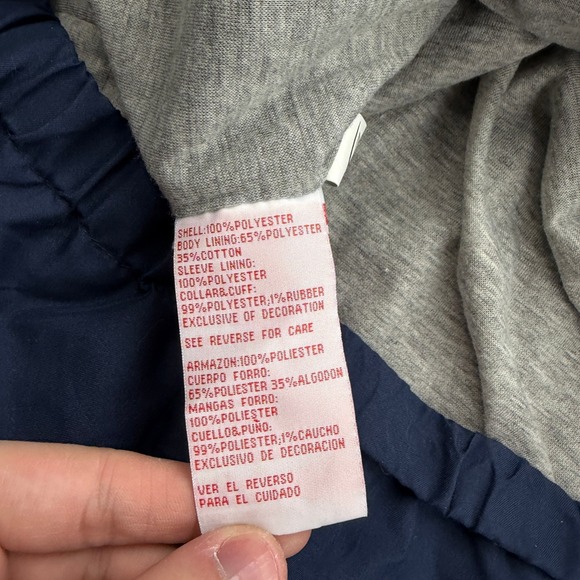 SHELL:100%POLYESTER
BODY LINING:65%POLYESTER
35%COTTON
SLEEVE LINING:
100%POLYESTER
COLLAR&CUFF:
99%POLYESTER;1%RUBBER
EXCLUSIVE OF DECORATION
SEE REVERSE FOR CARE
ARMAZON:100%POLIESTER
CUERPO FORRO:
65%POLIESTER 35%ALGODON
MANGAS FORRO:
100%POLIESTER
CUELLO&PUÑO:
99%POLIESTER;1%CAUCHO
EXCLUSIVO DE DECORACION
VER EL REVERSO
PARA EL CUIDADO